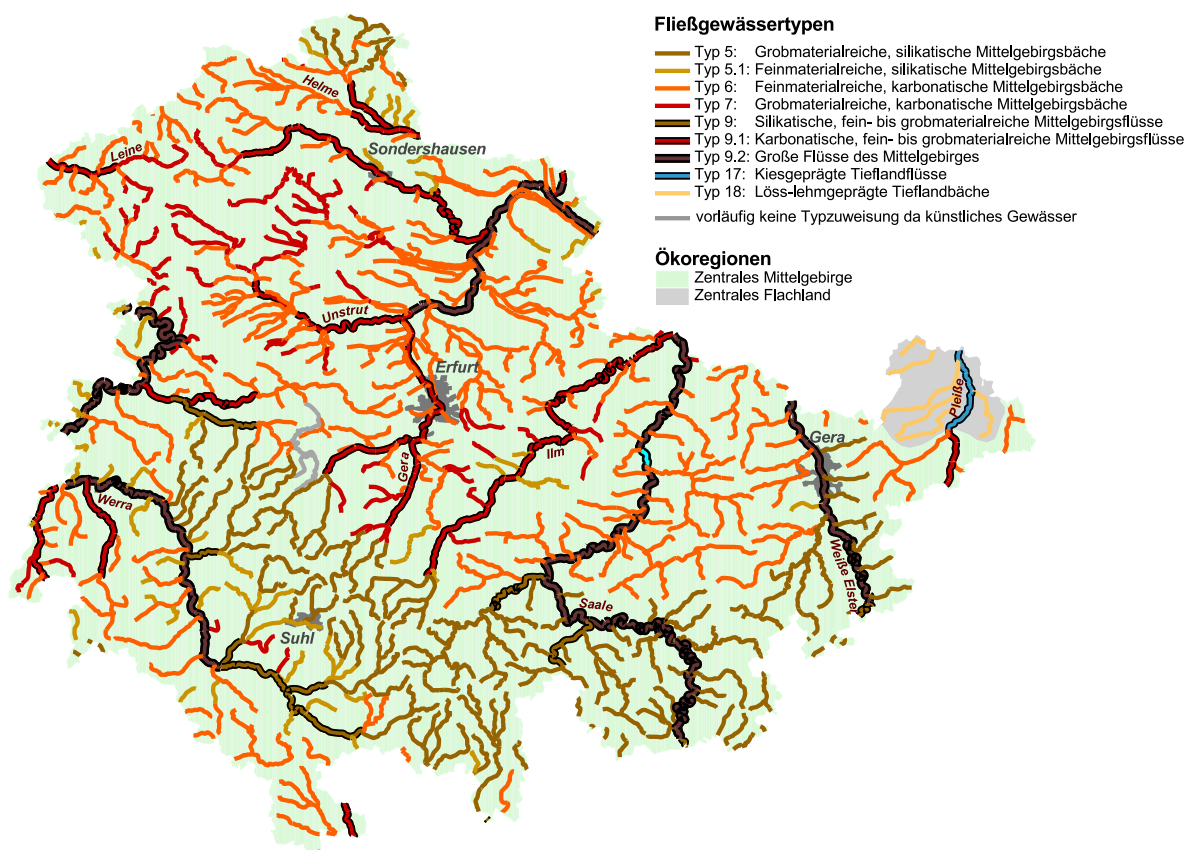 Fließgewässertypen
Typ 5: Grobmaterialreiche, silikatische Mittelgebirgsbäche
Typ 5.1: Feinmaterialreiche, silikatische Mittelgebirgsbäche
Typ 6: Feinmaterialreiche, karbonatische Mittelgebirgsbäche
Typ 7: Grobmaterialreiche, karbonatische Mittelgebirgsbäche
Typ 9: Silikatische, fein- bis grobmaterialreiche Mittelgebirgsflüsse
Typ 9.1: Karbonatische, fein- bis grobmaterialreiche Mittelgebirgsflüsse
Typ 9.2: Große Flüsse des Mittelgebirges
Typ 17: Kiesgeprägte Tieflandflüsse
Typ 18: Löss-lehmgeprägte Tieflandbäche
vorläufig keine Typzuweisung da künstliches Gewässer
Ökoregionen
Zentrales Mittelgebirge
Zentrales Flachland
Helme
Leine
Sondershausen
Unstrut
Erfurt
Pleiße
Gera
Ilm
Gera
Werra
Weiße Elster
Saale
Suhl